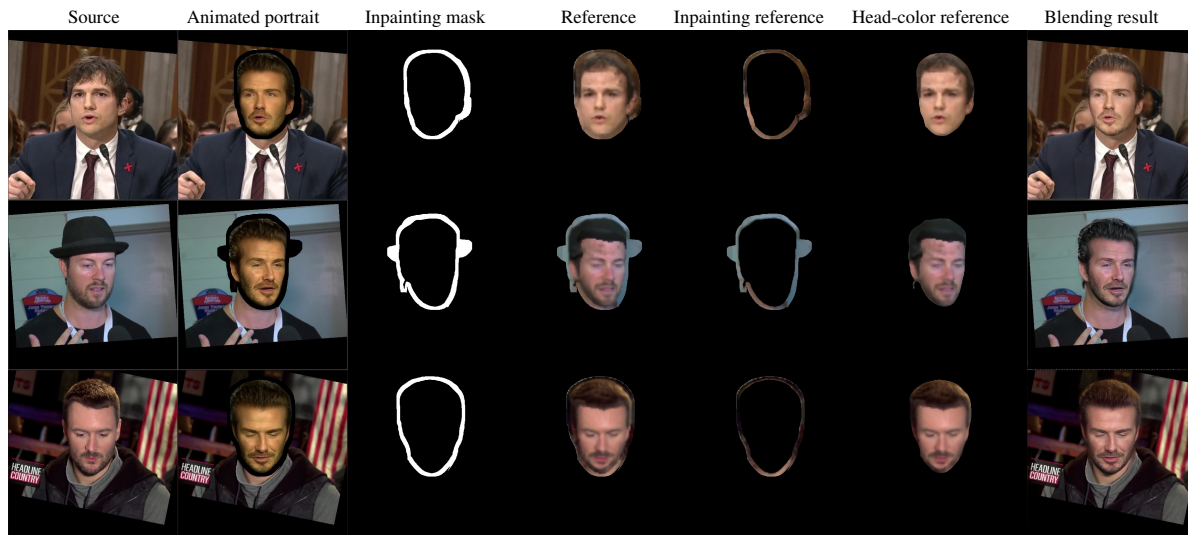 Source Animated portrait Inpainting mask Reference Inpainting reference Head-color reference Blending result
HEADLINE HEADLINE HEADLINE
COUNTRY COUNTRY COUNTRY